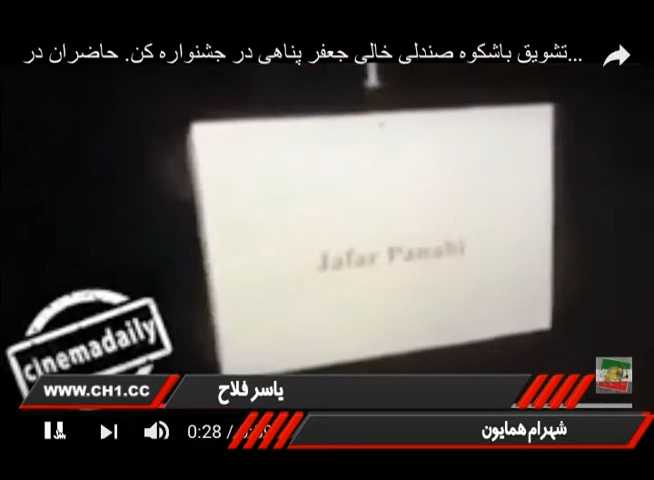 ...تشویق باشکوه صندلی خالی جعفر پناهی در جشنواره کن. حاضران در
Jafar Panahi
cinemadaily
WWW.CH1.CC
یاسر فلاح
0:28
شهرام همایون